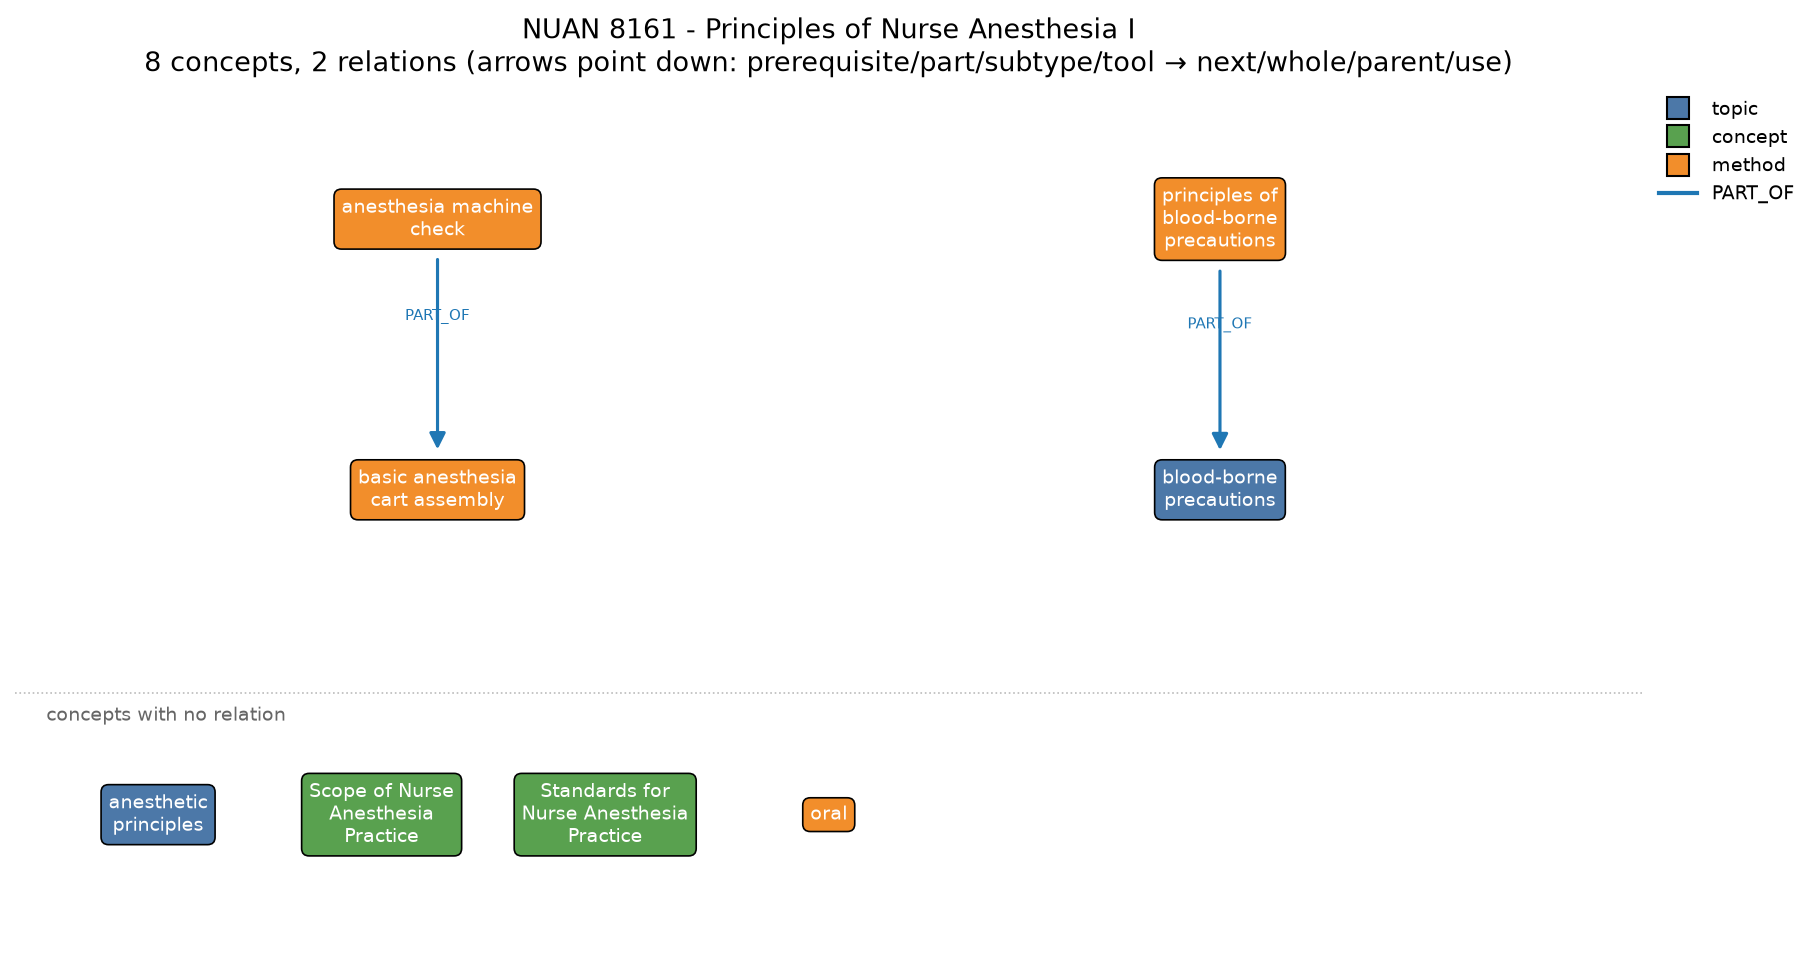 NUAN 8161 - Principles of Nurse Anesthesia I
8 concepts, 2 relations (arrows point down: prerequisite/part/subtype/tool → next/whole/parent/use)
topic
concept
method
PART_OF
anesthesia machine
check
principles of
blood-borne
precautions
PART_OF
PART_OF
basic anesthesia
cart assembly
blood-borne
precautions
concepts with no relation
anesthetic
principles
Scope of Nurse
Anesthesia
Practice
Standards for
Nurse Anesthesia
Practice
oral